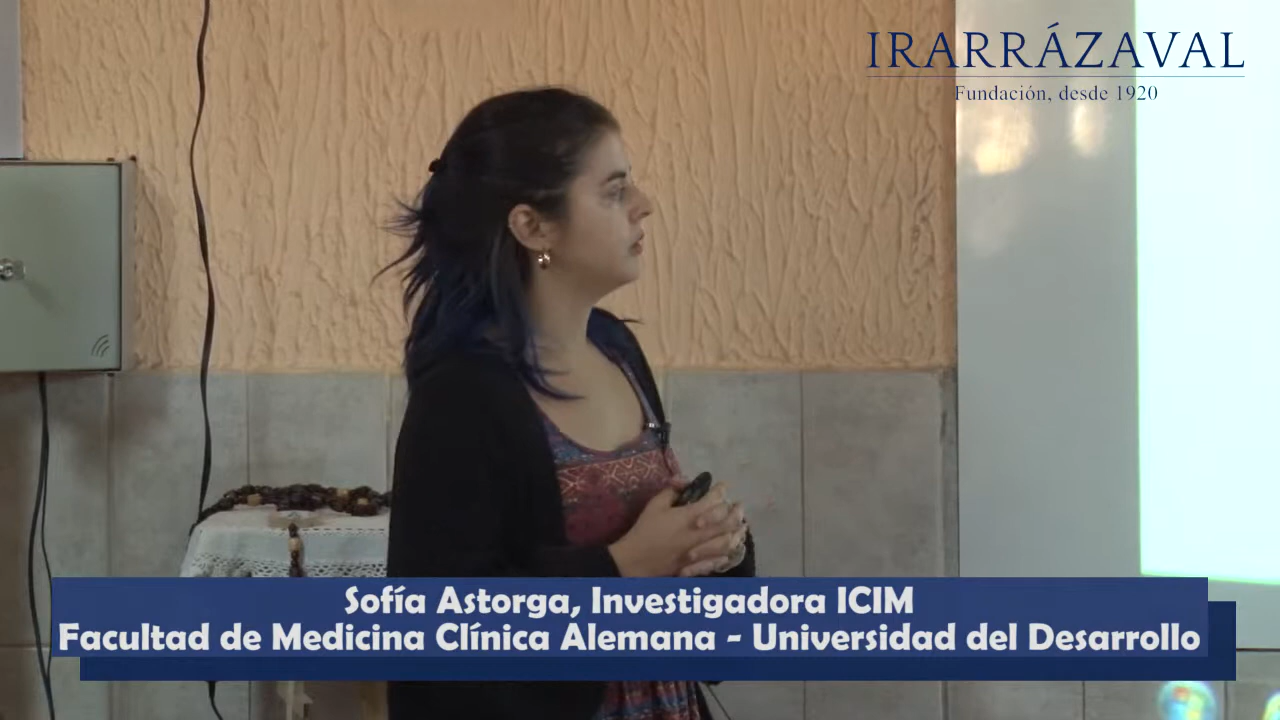 IRARRÁZAVAL
Fundación, desde 1920
Sofía Astorga, Investigadora ICIM
Facultad de Medicina Clínica Alemana - Universidad del Desarrollo